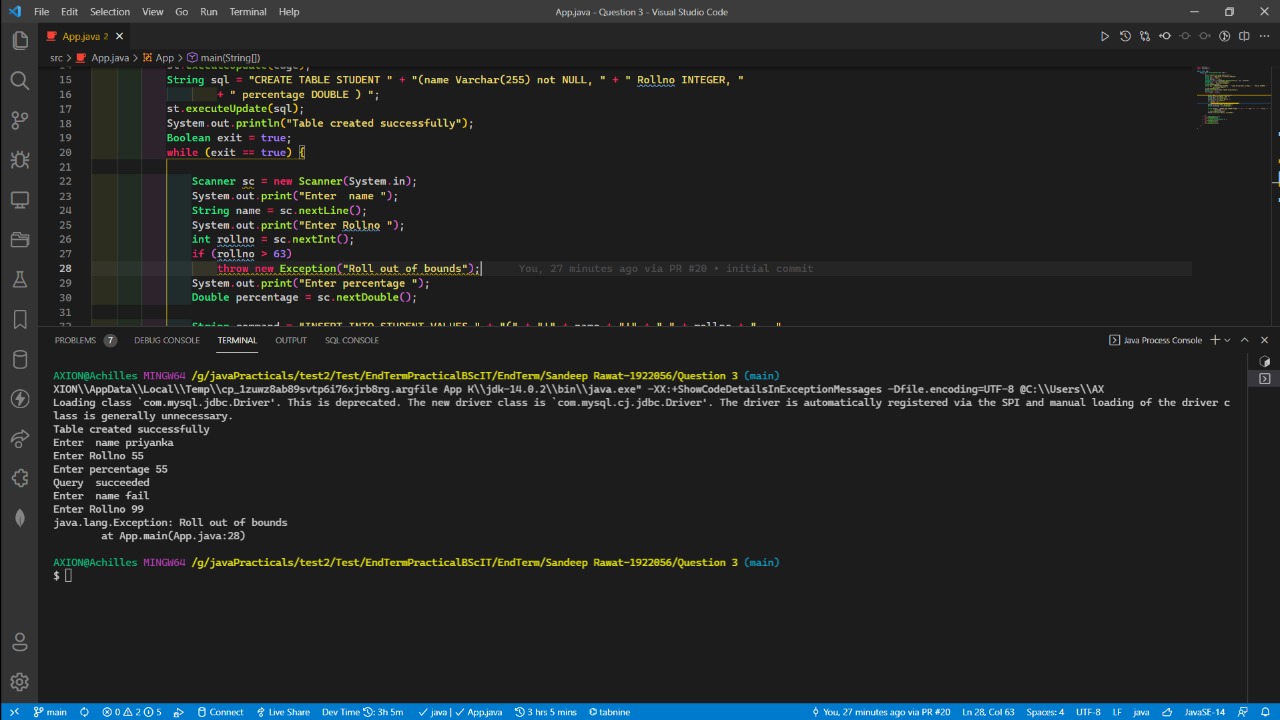 File Edit Selection View Go Run Terminal Help App.java - Question 3 - Visual Studio Code
App.java 2
src > App.java > App > main(String[])
15 String sql = "CREATE TABLE STUDENT " + "(name Varchar(255) not NULL, " + " Rollno INTEGER, "
16 + " percentage DOUBLE ) ";
17 st.executeUpdate(sql);
18 System.out.println("Table created successfully");
19 Boolean exit = true;
20 while (exit == true) {
21
22 Scanner sc = new Scanner(System.in);
23 System.out.print("Enter  name ");
24 String name = sc.nextLine();
25 System.out.print("Enter Rollno ");
26 int rollno = sc.nextInt();
27 if (rollno > 63)
28 throw new Exception("Roll out of bounds"); You, 27 minutes ago via PR #20 • initial commit
29 System.out.print("Enter percentage ");
30 Double percentage = sc.nextDouble();
31
PROBLEMS 7 DEBUG CONSOLE TERMINAL OUTPUT SQL CONSOLE Java Process Console
AXION@Achilles MINGW64 /g/javaPracticals/test2/Test/EndTermPracticalBScIT/EndTerm/Sandeep Rawat-1922056/Question 3 (main)
XION\\AppData\\Local\\Temp\\cp_1zuwz8ab89svtp6i76xjrb8rg.argfile App K\\jdk-14.0.2\\bin\\java.exe" -XX:+ShowCodeDetailsInExceptionMessages -Dfile.encoding=UTF-8 @C:\\Users\\AX
Loading class `com.mysql.jdbc.Driver'. This is deprecated. The new driver class is `com.mysql.cj.jdbc.Driver'. The driver is automatically registered via the SPI and manual loading of the driver c
lass is generally unnecessary.
Table created successfully
Enter  name priyanka
Enter Rollno 55
Enter percentage 55
Query  succeeded
Enter  name fail
Enter Rollno 99
java.lang.Exception: Roll out of bounds
at App.main(App.java:28)
AXION@Achilles MINGW64 /g/javaPracticals/test2/Test/EndTermPracticalBScIT/EndTerm/Sandeep Rawat-1922056/Question 3 (main)
$
main 0 2 5 Connect Live Share Dev Time : 3h 5m java | App.java 3 hrs 5 mins tabnine You, 27 minutes ago via PR #20 Ln 28, Col 63 Spaces: 4 UTF-8 LF java JavaSE-14